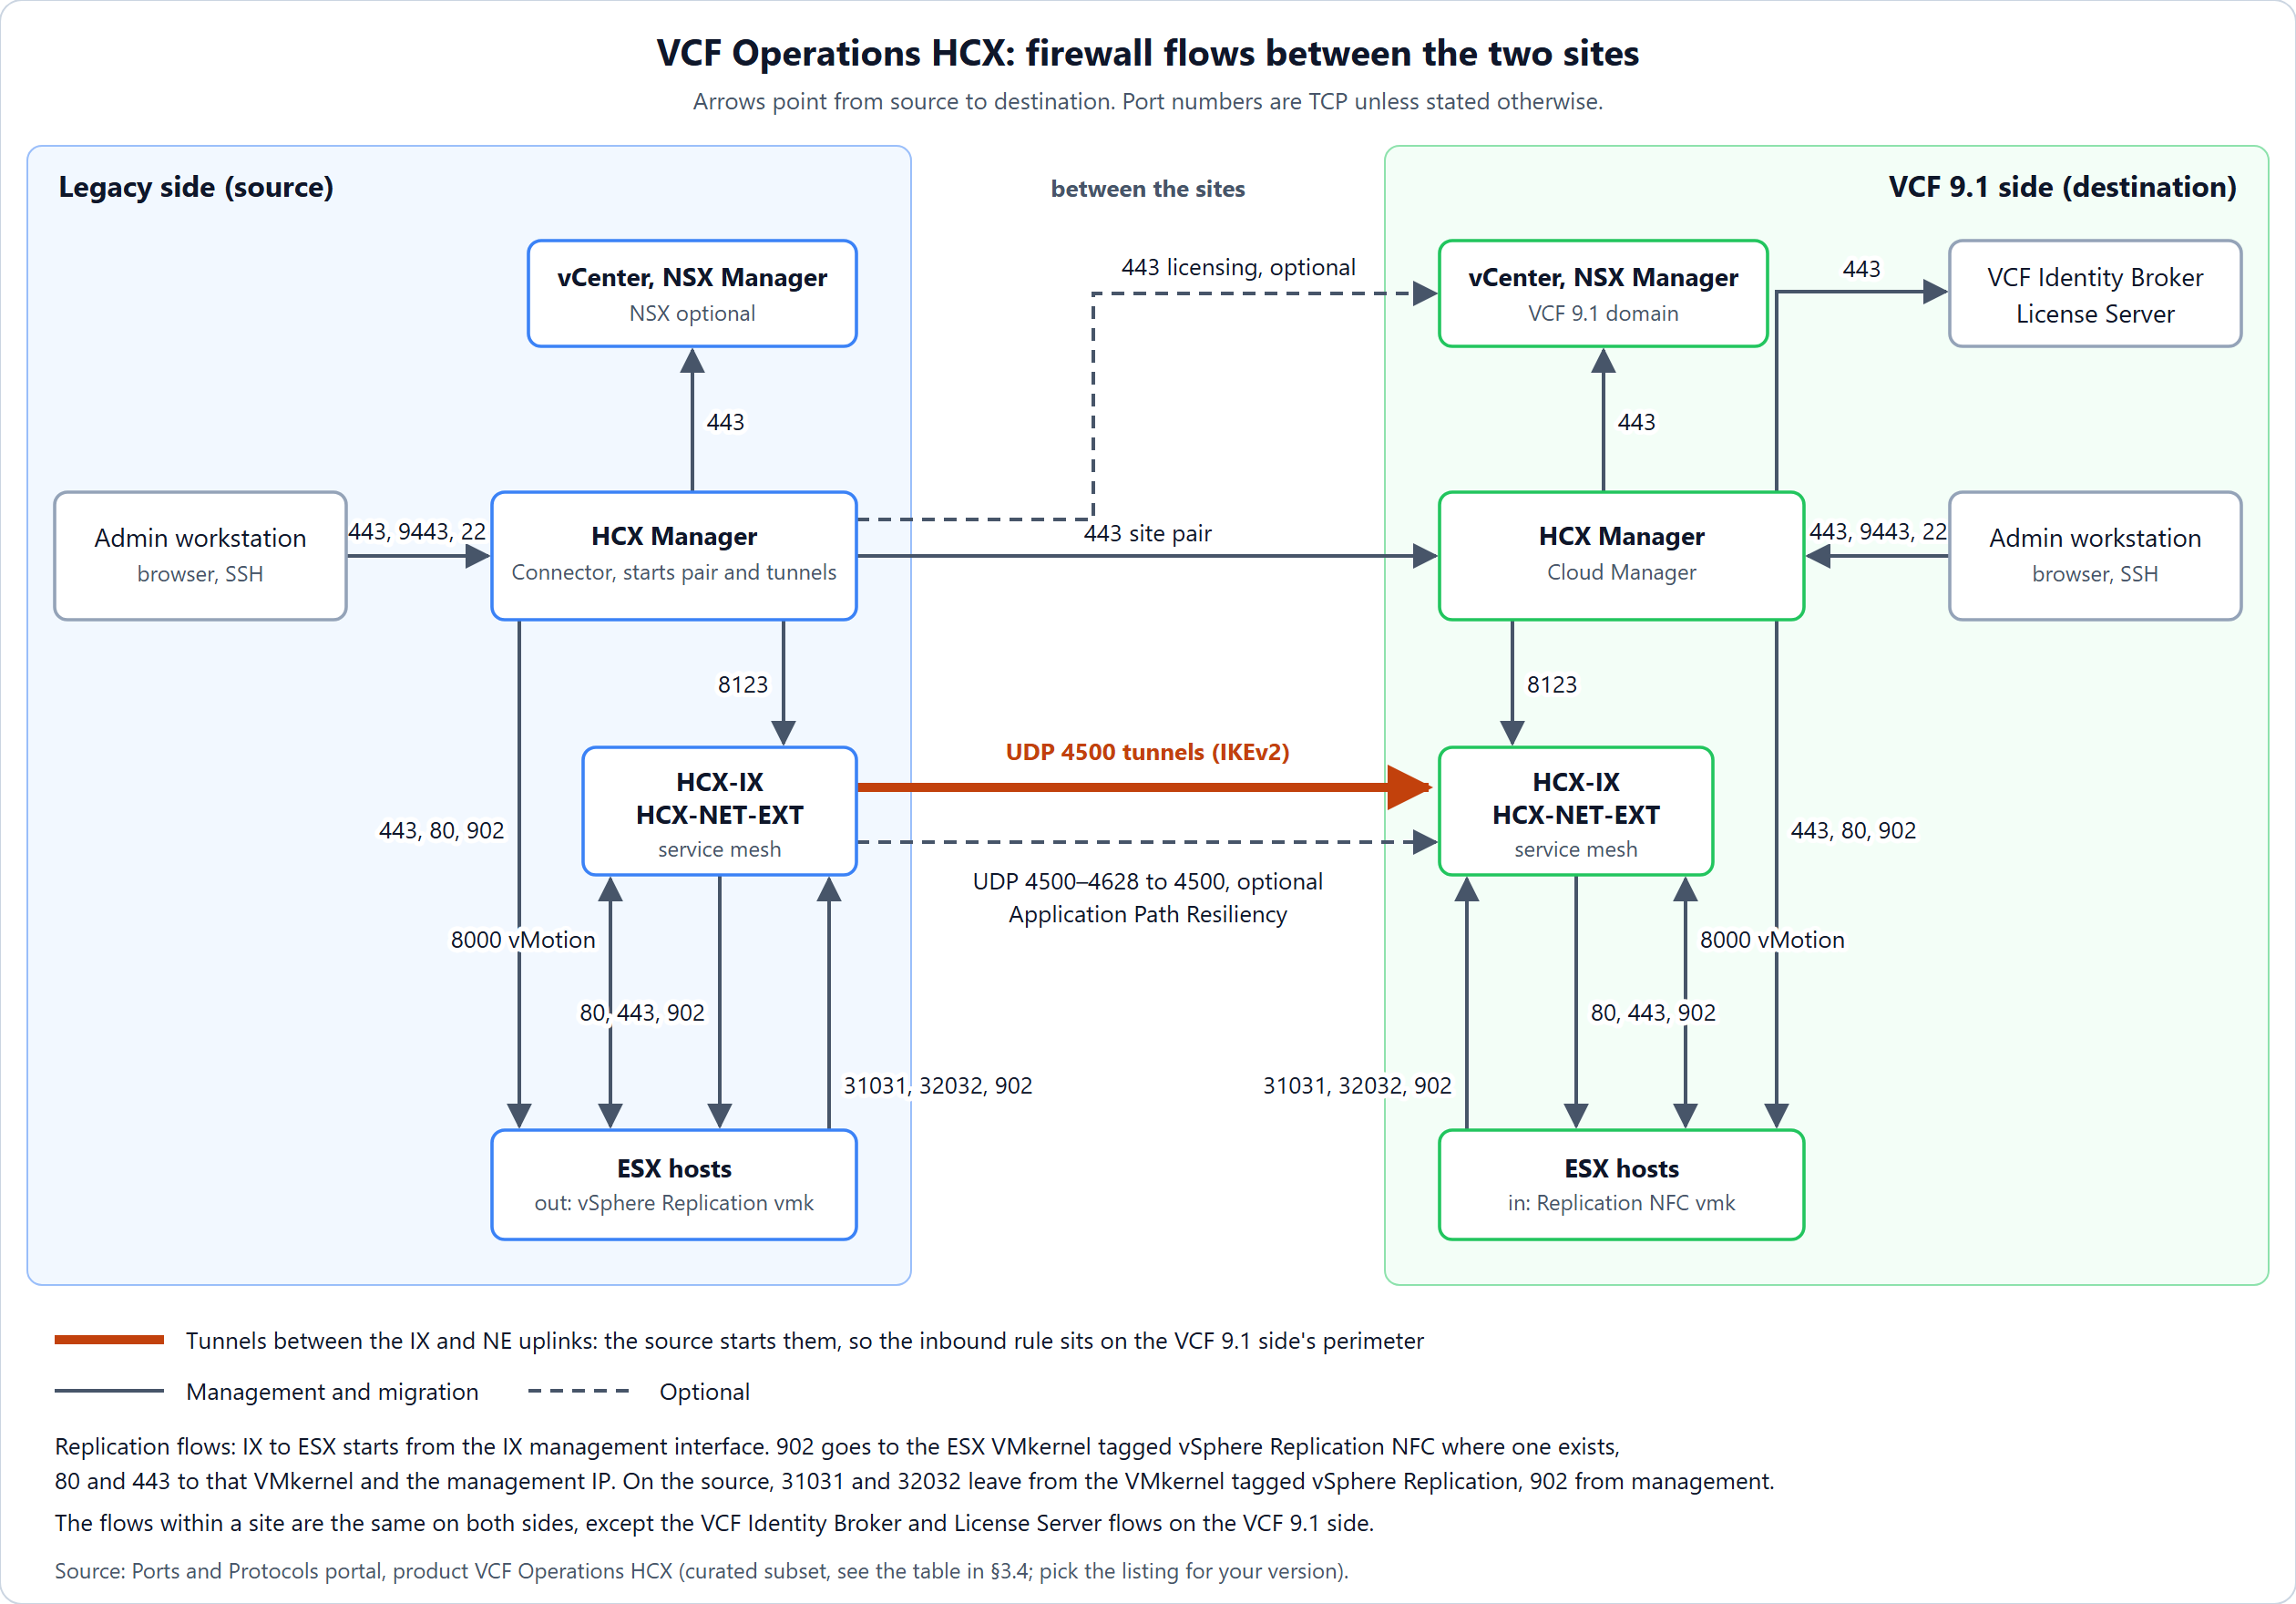 VCF Operations HCX: firewall flows between the two sites
Arrows point from source to destination. Port numbers are TCP unless stated otherwise.
Legacy side (source)
between the sites
VCF 9.1 side (destination)
vCenter, NSX Manager
NSX optional
443 licensing, optional
vCenter, NSX Manager
VCF 9.1 domain
443
VCF Identity Broker
License Server
443
443
Admin workstation
browser, SSH
443, 9443, 22
HCX Manager
Connector, starts pair and tunnels
443 site pair
HCX Manager
Cloud Manager
443, 9443, 22
Admin workstation
browser, SSH
8123
8123
UDP 4500 tunnels (IKEv2)
HCX-IX
HCX-NET-EXT
service mesh
HCX-IX
HCX-NET-EXT
service mesh
443, 80, 902
443, 80, 902
UDP 4500–4628 to 4500, optional
Application Path Resiliency
8000 vMotion
8000 vMotion
80, 443, 902
80, 443, 902
31031, 32032, 902
31031, 32032, 902
ESX hosts
out: vSphere Replication vmk
ESX hosts
in: Replication NFC vmk
Tunnels between the IX and NE uplinks: the source starts them, so the inbound rule sits on the VCF 9.1 side's perimeter
Management and migration
Optional
Replication flows: IX to ESX starts from the IX management interface. 902 goes to the ESX VMkernel tagged vSphere Replication NFC where one exists,
80 and 443 to that VMkernel and the management IP. On the source, 31031 and 32032 leave from the VMkernel tagged vSphere Replication, 902 from management.
The flows within a site are the same on both sides, except the VCF Identity Broker and License Server flows on the VCF 9.1 side.
Source: Ports and Protocols portal, product VCF Operations HCX (curated subset, see the table in §3.4; pick the listing for your version).